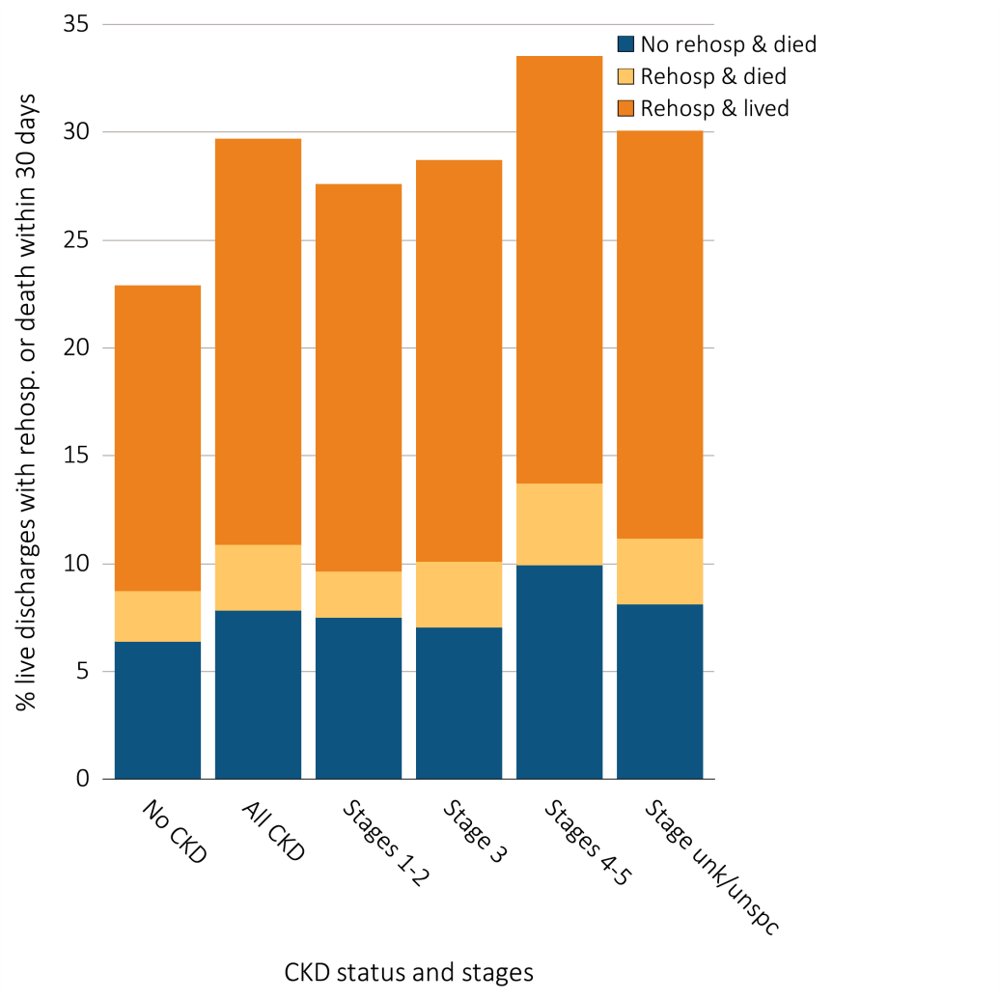 % live discharges with rehosp. or death within 30 days
35
30
25
20
15
10
5
0
No rehosp & died
Rehosp & died
Rehosp & lived
No CKD
All CKD
Stages 1-2
Stage 3
Stages 4-5
Stage unk/unspc
CKD status and stages